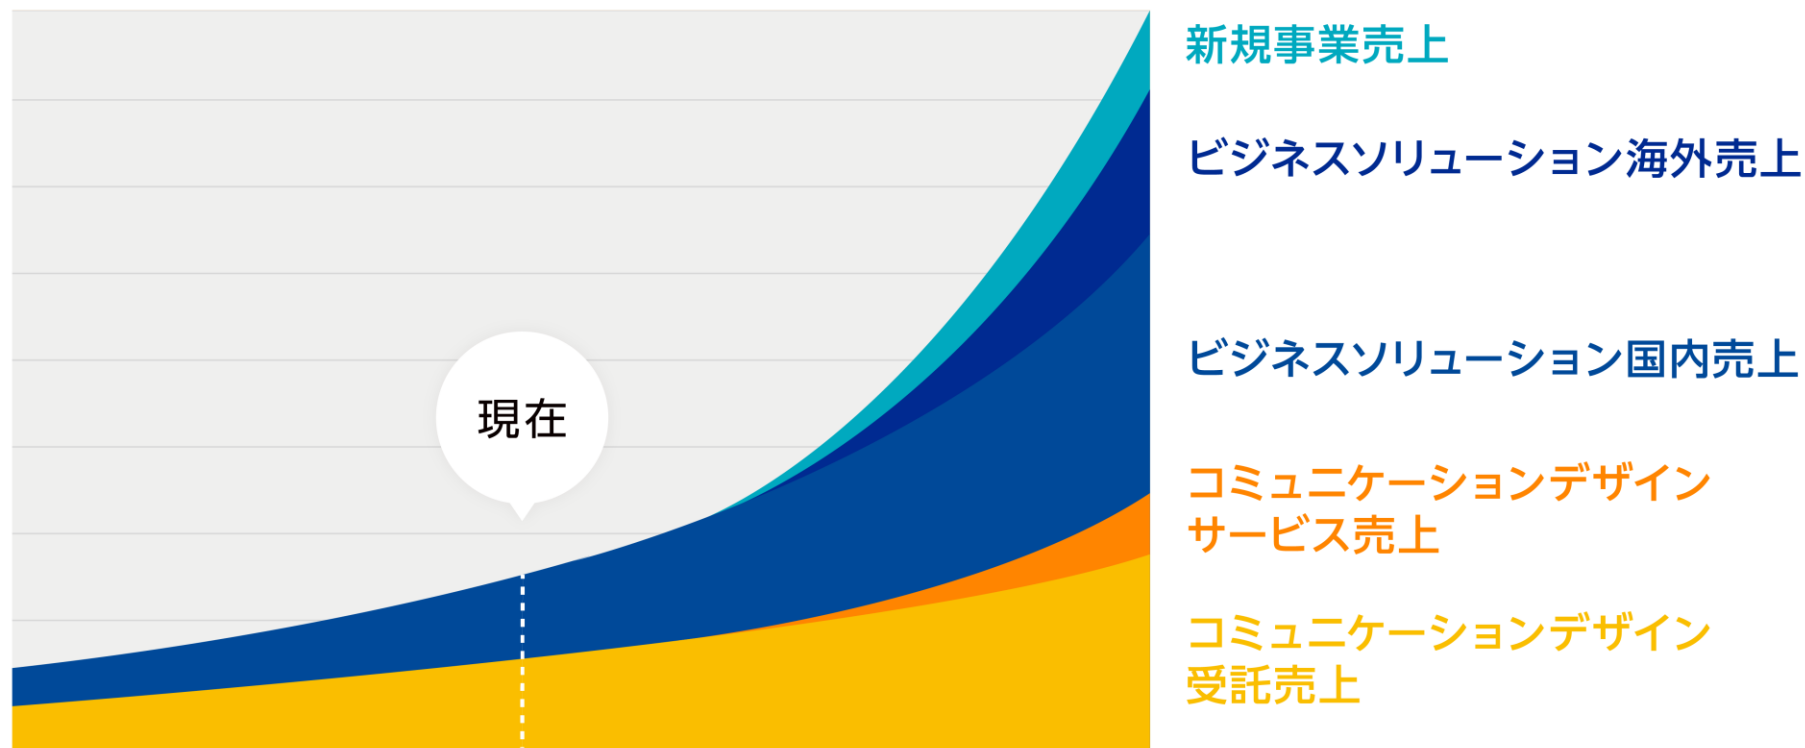 新規事業売上
ビジネスソリューション海外売上
ビジネスソリューション国内売上
現在
コミュニケーションデザイン
サービス売上
コミュニケーションデザイン
受託売上